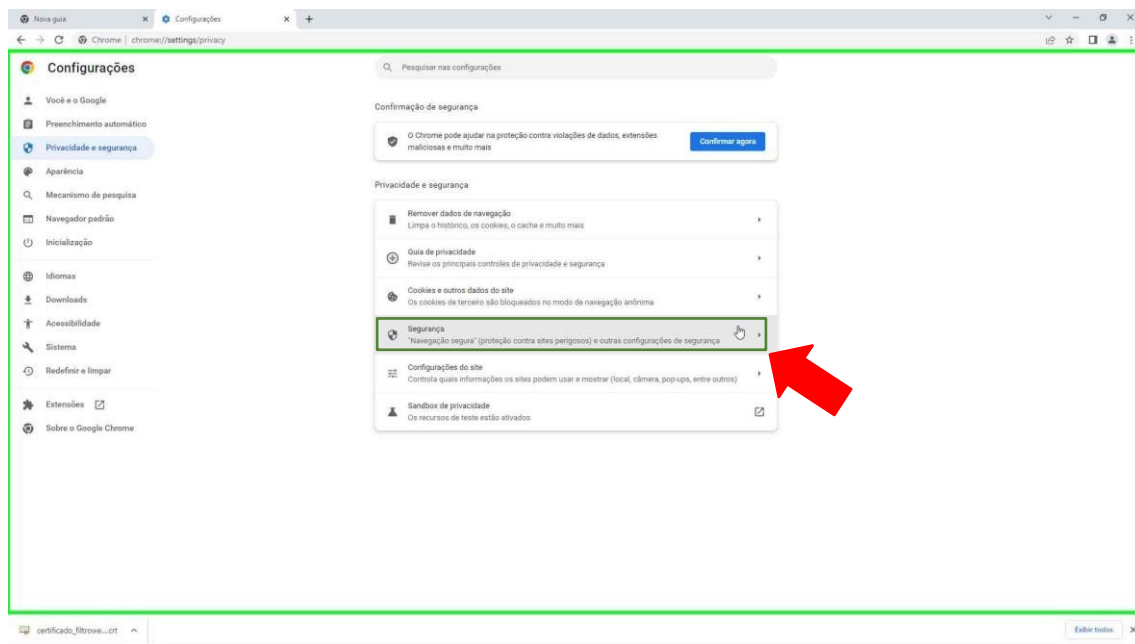 Nova guia
Configurações
Chrome | chrome://settings/privacy
Configurações
Pesquisar nas configurações
Você e o Google
Preenchimento automático
Privacidade e segurança
Aparência
Mecanismo de pesquisa
Navegador padrão
Inicialização
Idiomas
Downloads
Acessibilidade
Sistema
Redefinir e limpar
Extensões
Sobre o Google Chrome
Confirmação de segurança
O Chrome pode ajudar na proteção contra violações de dados, extensões
maliciosas e muito mais
Confirmar agora
Privacidade e segurança
Remover dados de navegação
Limpa o histórico, os cookies, o cache e muito mais
Guia de privacidade
Revise os principais controles de privacidade e segurança
Cookies e outros dados do site
Os cookies de terceiro são bloqueados no modo de navegação anônima
Segurança
"Navegação segura" (proteção contra sites perigosos) e outras configurações de segurança
Configurações do site
Controla quais informações os sites podem usar e mostrar (local, câmera, pop-ups, entre outros)
Sandbox de privacidade
Os recursos de teste estão ativados
certificado_filtrowe....crt
Exibir todos